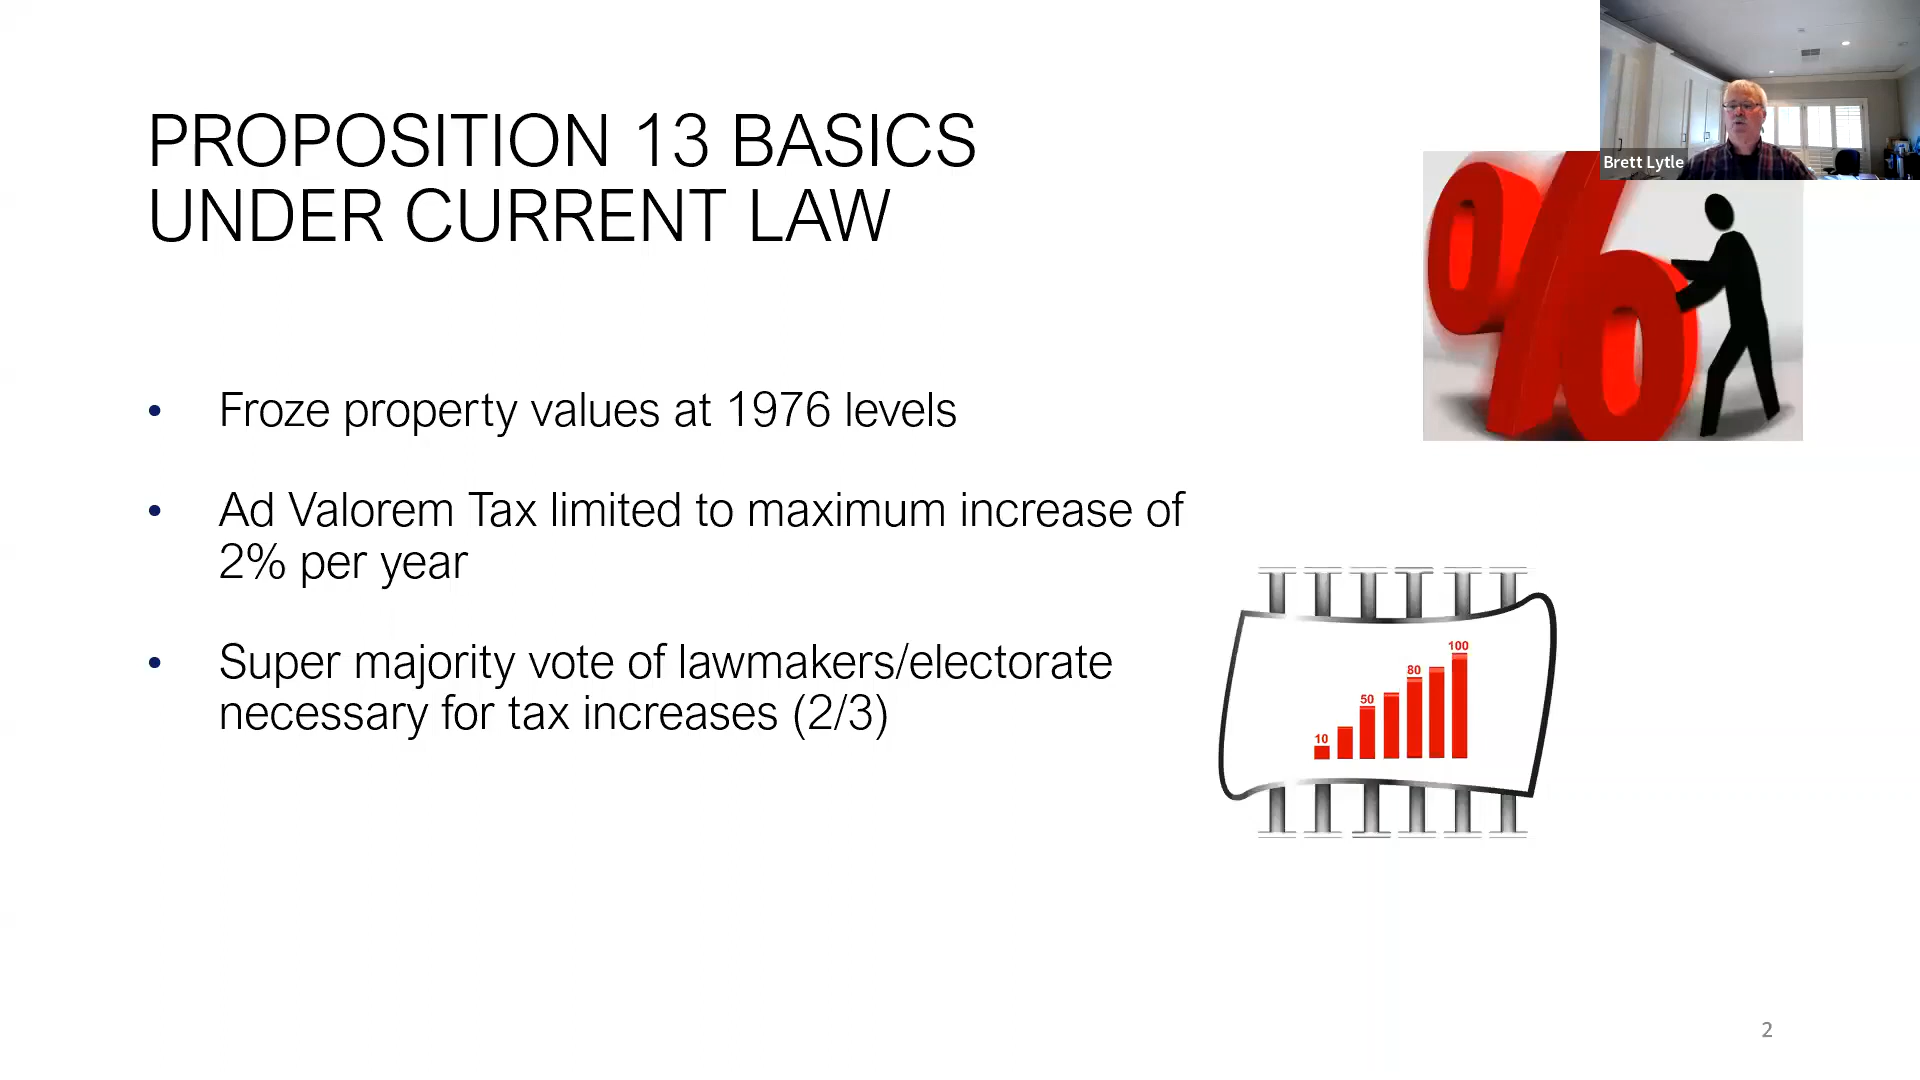 Brett Lytle
PROPOSITION 13 BASICS
UNDER CURRENT LAW
%
• Froze property values at 1976 levels
• Ad Valorem Tax limited to maximum increase of
2% per year
• Super majority vote of lawmakers/electorate
necessary for tax increases (2/3)
10
50
80
100
2